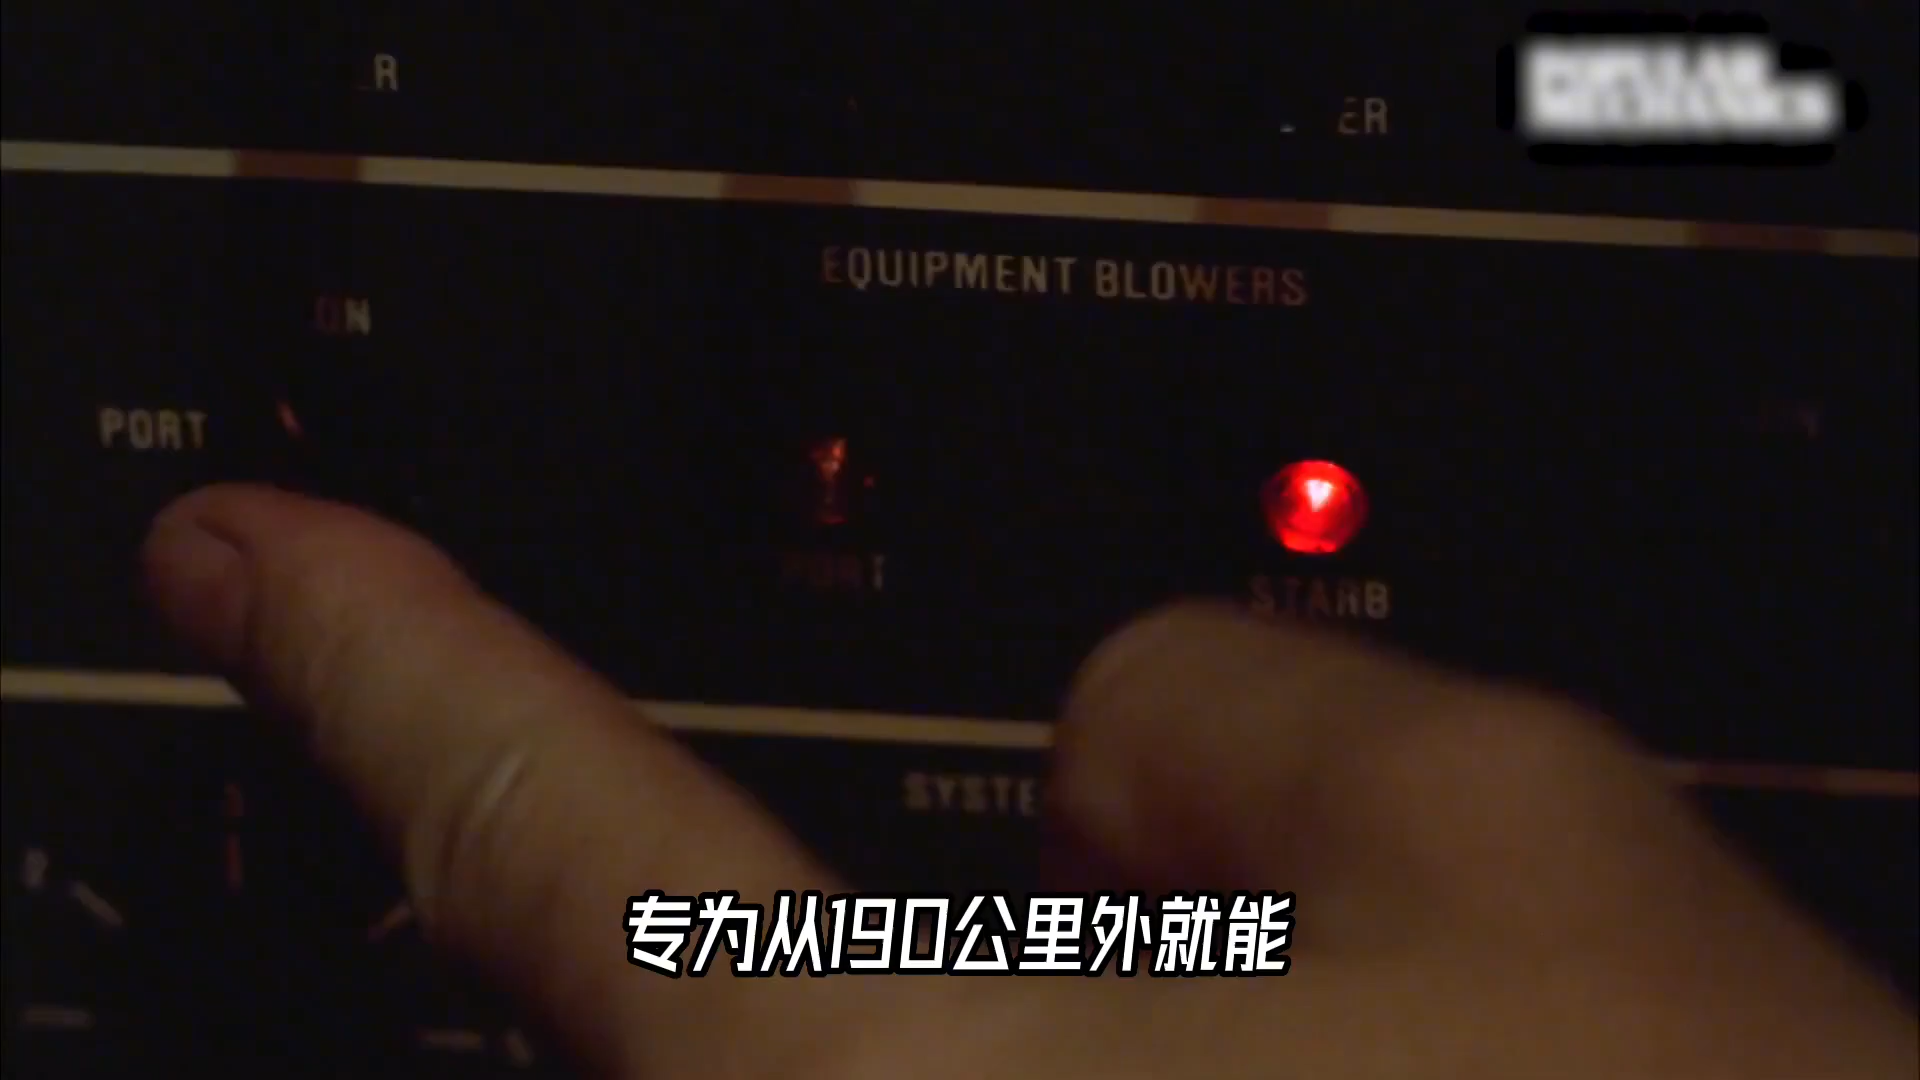 R
ER
EQUIPMENT BLOWERS
ON
PORT
PORT
STARB
SYSTE
专为从190公里外就能